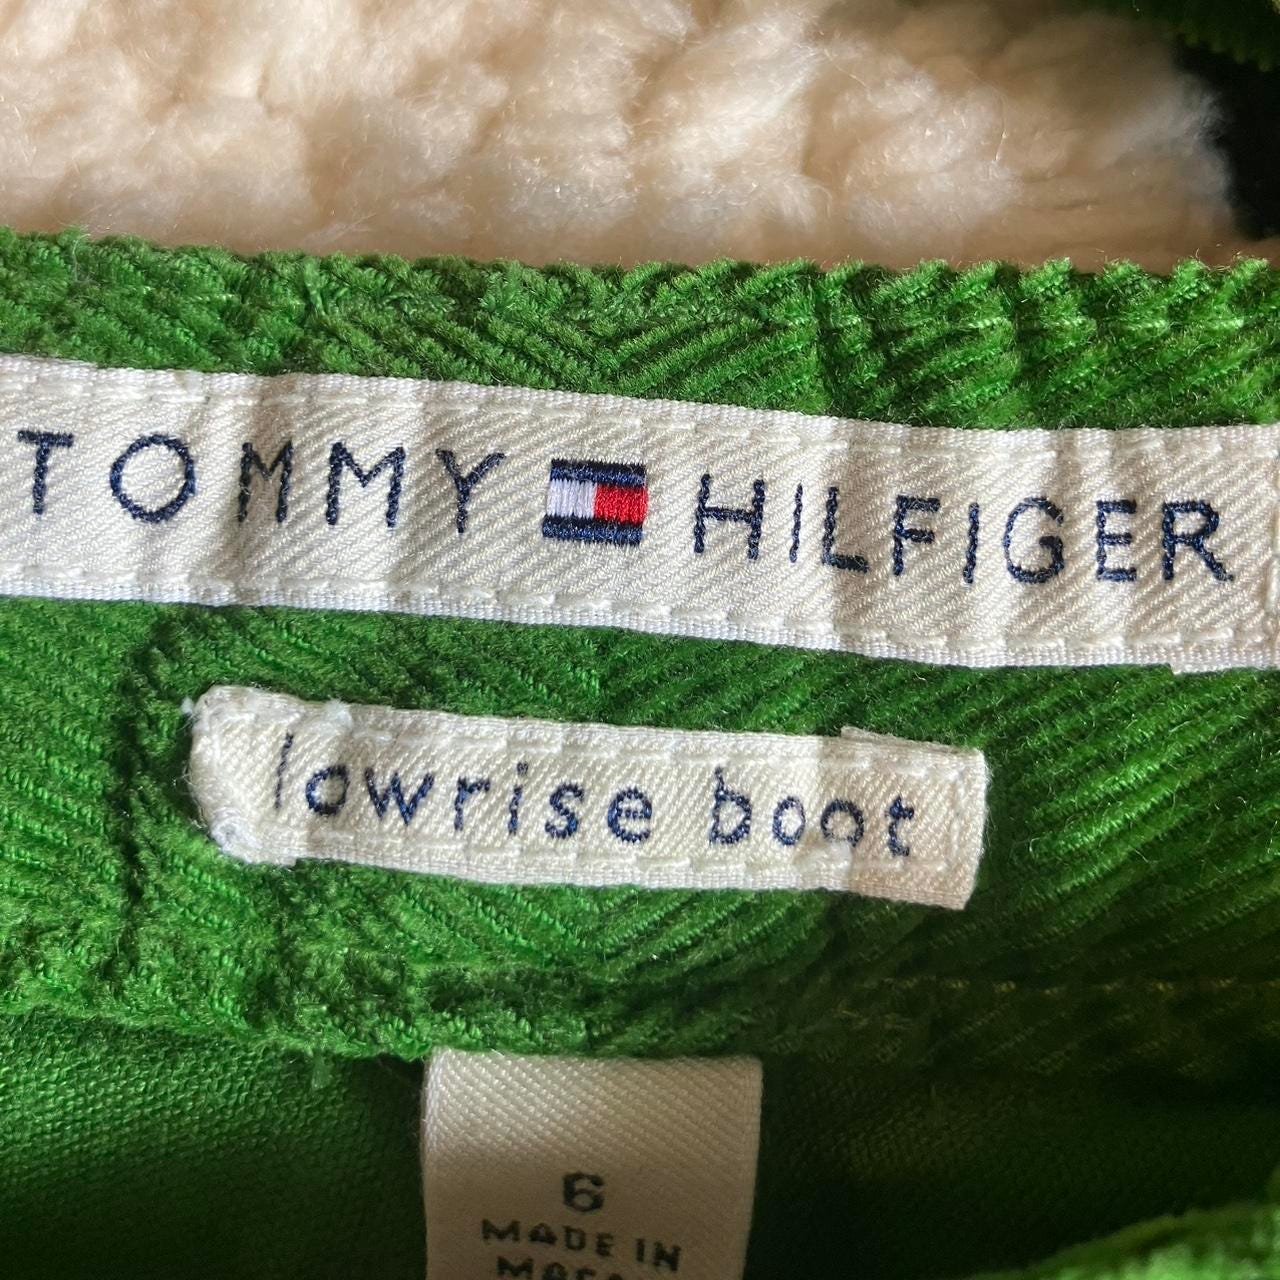 TOMMY HILFIGER
lowrise boot
6
MADE IN